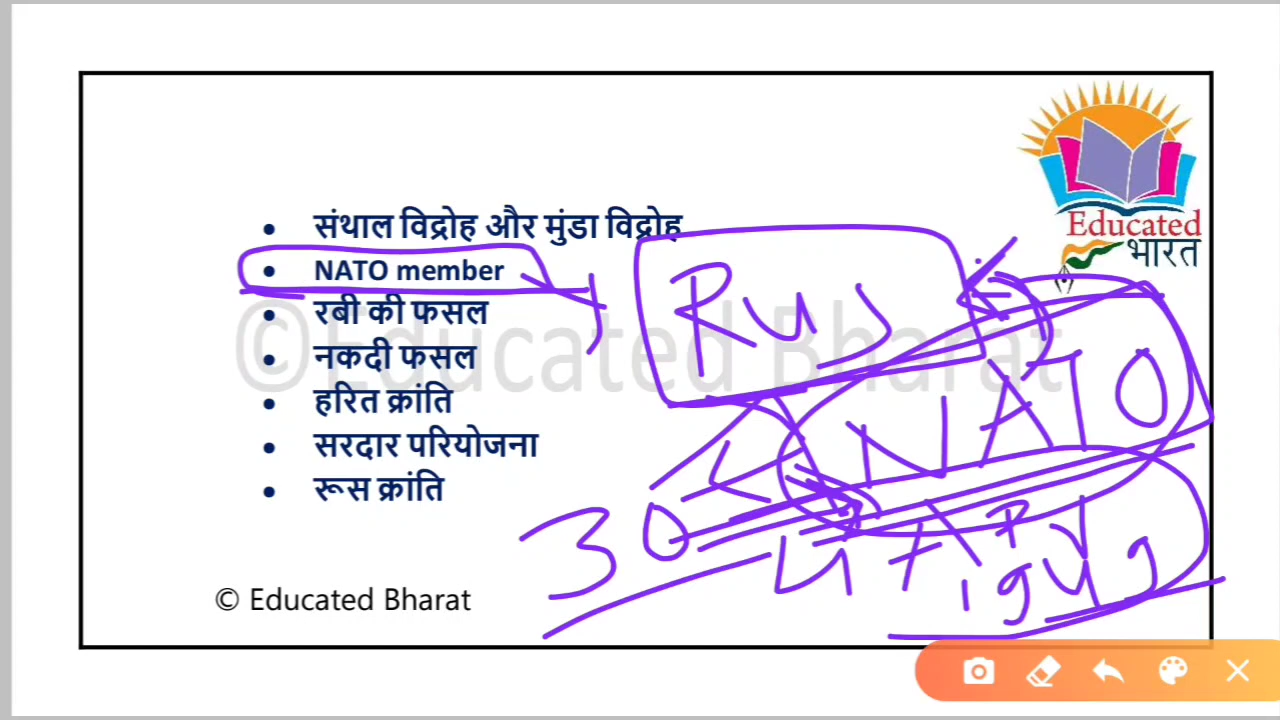 Educated
भारत
संथाल विद्रोह और मुंडा विद्रोह
NATO member
रबी की फसल
नकदी फसल
हरित क्रांति
सरदार परियोजना
रूस क्रांति
©Educated Bharat
Rus
NATO
30
4 APr
1949
© Educated Bharat